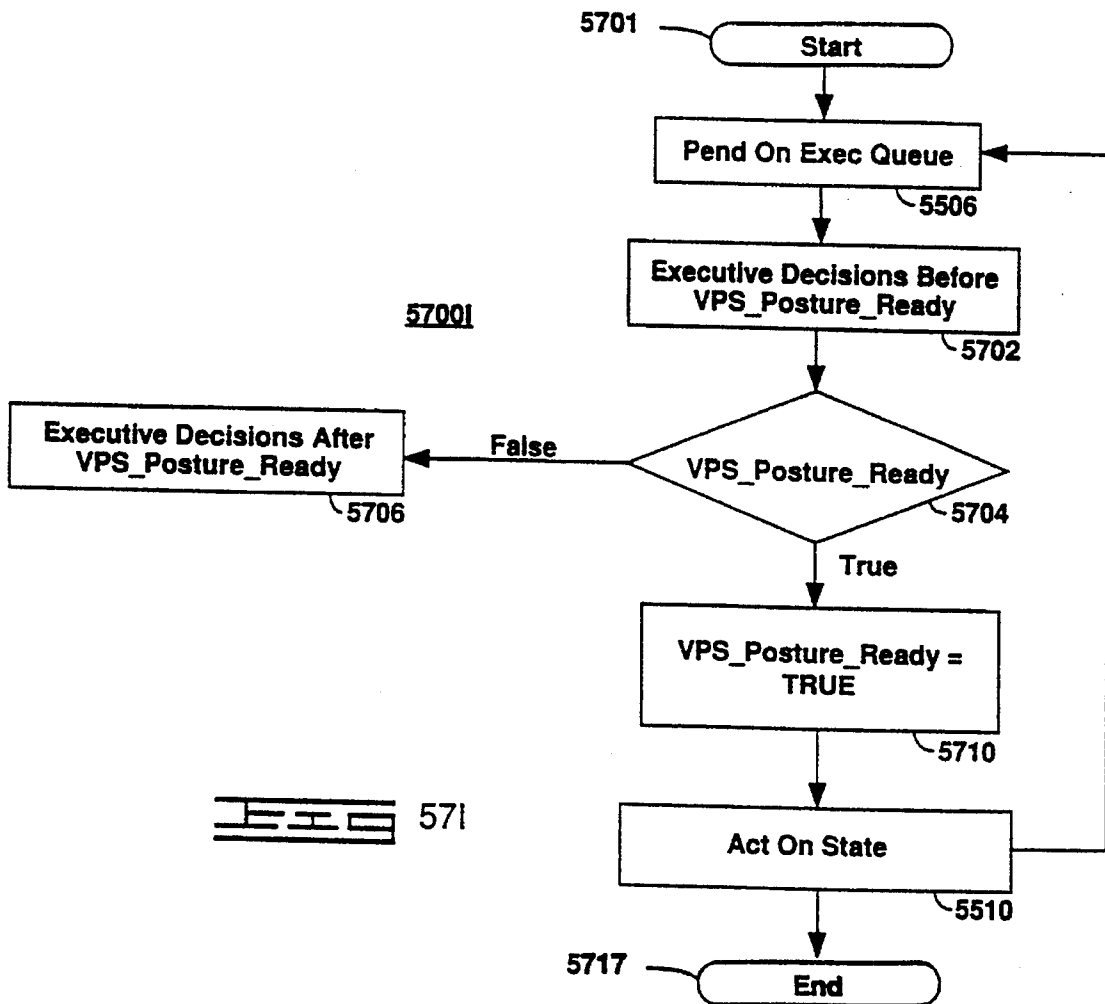 5701
Start
Pend On Exec Queue
5506
Executive Decisions Before
VPS_Posture_Ready
5702
5700I
Executive Decisions After
VPS_Posture_Ready
5706
False
VPS_Posture_Ready
5704
True
VPS_Posture_Ready =
TRUE
5710
57I
Act On State
5510
5717
End